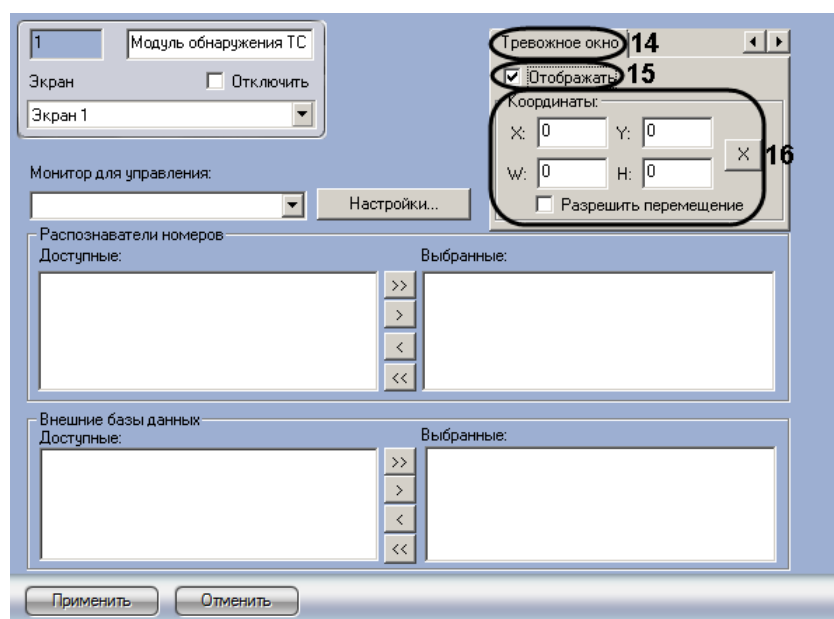 1
Модуль обнаружения ТС
Экран
Отключить
Экран 1
Тревожное окно 14
Отображать 15
Координаты:
X: 0 Y: 0
W: 0 H: 0
X 16
Разрешить перемещение
Монитор для управления:
Настройки...
Распознаватели номеров
Доступные:
Выбранные:
>>
>
<
<<
Внешние базы данных
Доступные:
Выбранные:
>>
>
<
<<
Применить
Отменить